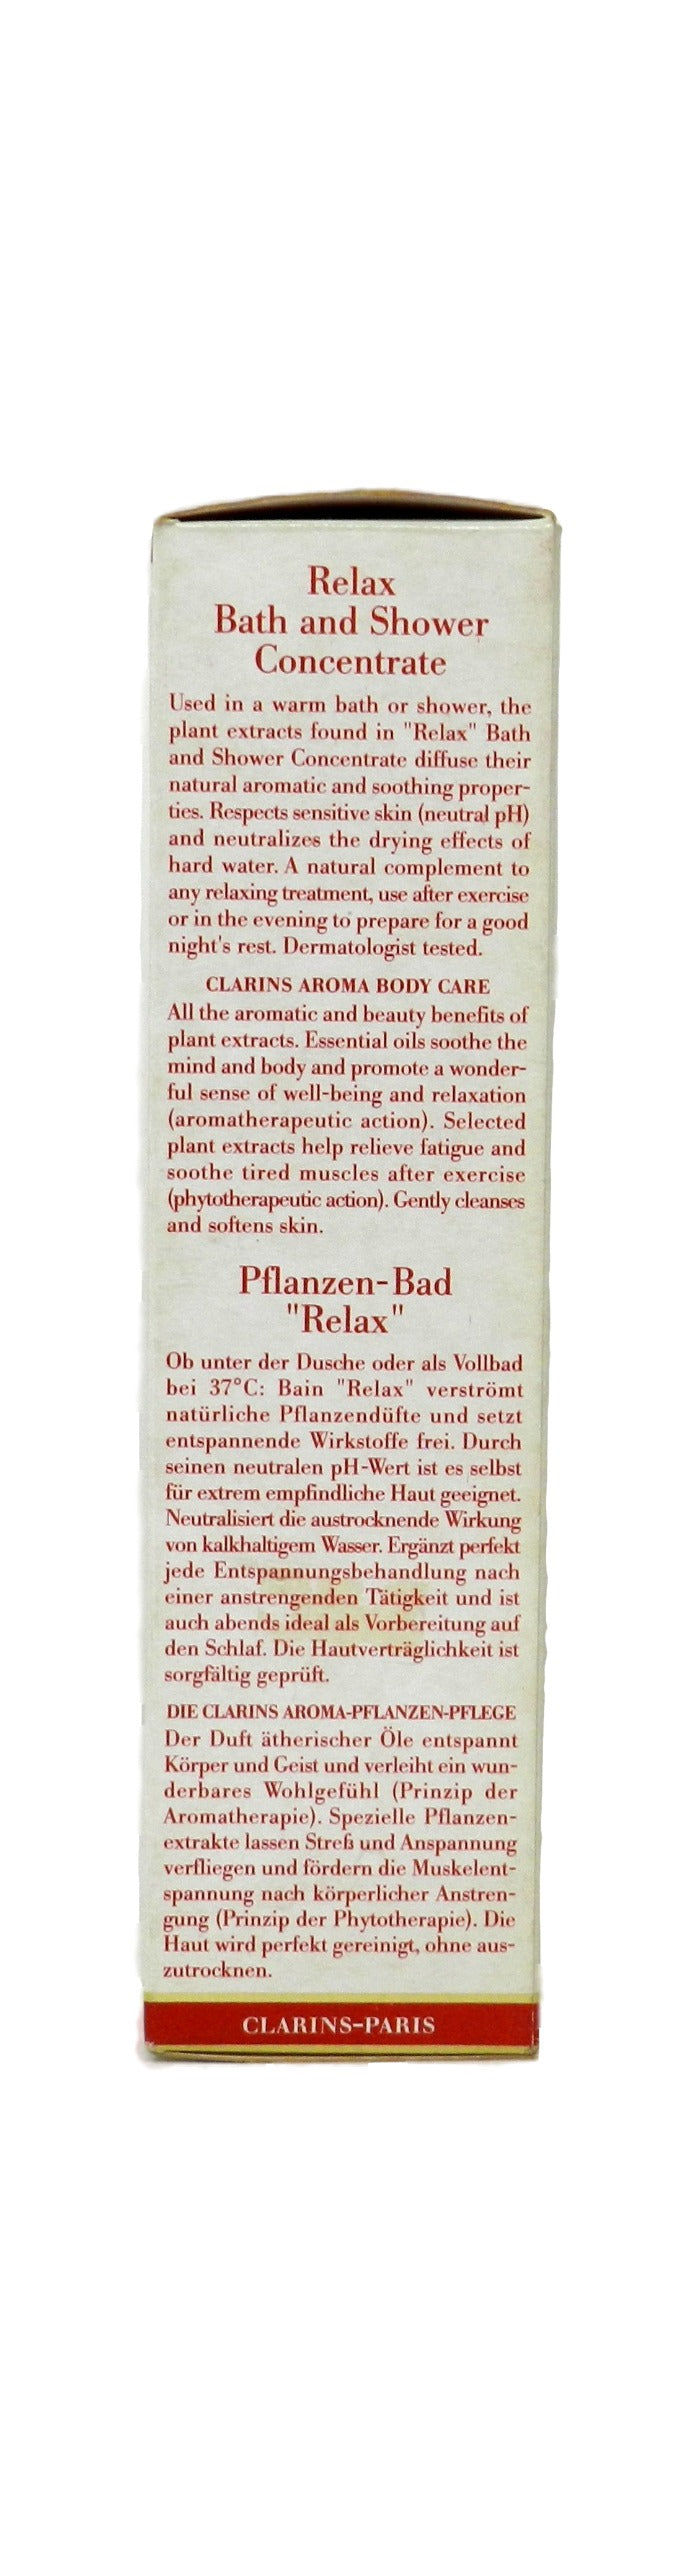 Relax
Bath and Shower
Concentrate
Used in a warm bath or shower, the
plant extracts found in "Relax" Bath
and Shower Concentrate diffuse their
natural aromatic and soothing proper-
ties. Respects sensitive skin (neutral pH)
and neutralizes the drying effects of
hard water. A natural complement to
any relaxing treatment, use after exercise
or in the evening to prepare for a good
night's rest. Dermatologist tested.
CLARINS AROMA BODY CARE
All the aromatic and beauty benefits of
plant extracts. Essential oils soothe the
mind and body and promote a wonder-
ful sense of well-being and relaxation
(aromatherapeutic action). Selected
plant extracts help relieve fatigue and
soothe tired muscles after exercise
(phytotherapeutic action). Gently cleanses
and softens skin.
Pflanzen-Bad
"Relax"
Ob unter der Dusche oder als Vollbad
bei 37°C: Bain "Relax" verströmt
natürliche Pflanzendüfte und setzt
entspannende Wirkstoffe frei. Durch
seinen neutralen pH-Wert ist es selbst
für extrem empfindliche Haut geeignet.
Neutralisiert die austrocknende Wirkung
von kalkhaltigem Wasser. Ergänzt perfekt
jede Entspannungsbehandlung nach
einer anstrengenden Tätigkeit und ist
auch abends ideal als Vorbereitung auf
den Schlaf. Die Hautverträglichkeit ist
sorgfältig geprüft.
DIE CLARINS AROMA-PFLANZEN-PFLEGE
Der Duft ätherischer Öle entspannt
Körper und Geist und verleiht ein wun-
derbares Wohlgefühl (Prinzip der
Aromatherapie). Spezielle Pflanzen-
extrakte lassen Streß und Anspannung
verfliegen und fördern die Muskelent-
spannung nach körperlicher Anstren-
gung (Prinzip der Phytotherapie). Die
Haut wird perfekt gereinigt, ohne aus-
zutrocknen.
CLARINS-PARIS